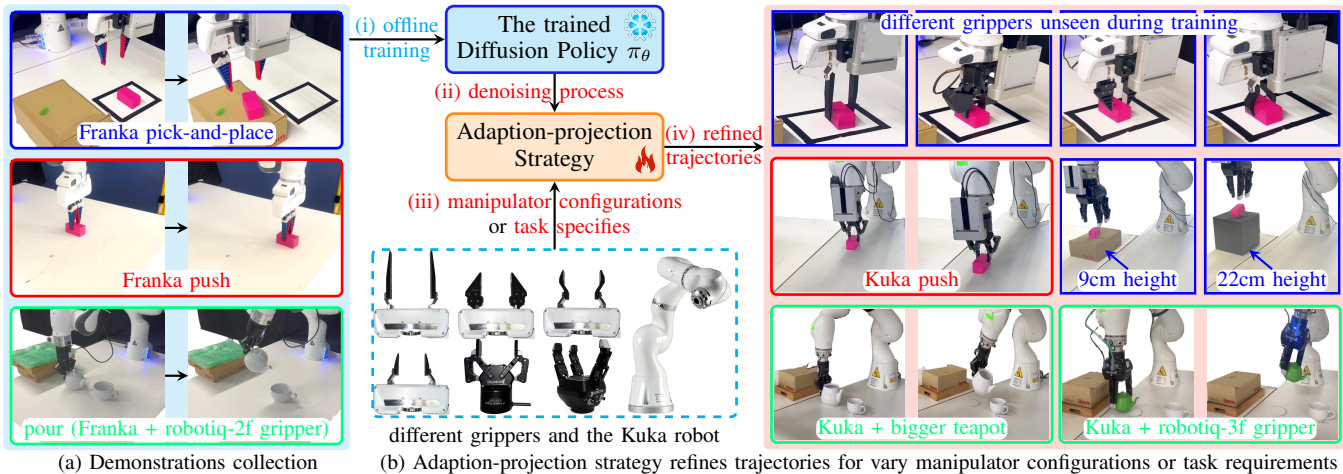 Franka pick-and-place
Franka push
pour (Franka + robotiq-2f gripper)
(a) Demonstrations collection
(i) offline
training
The trained
Diffusion Policy πθ
(ii) denoising process
Adaption-projection
Strategy
(iii) manipulator configurations
or task specifies
(iv) refined
trajectories
different grippers and the Kuka robot
different grippers unseen during training
Kuka push
9cm height
22cm height
Kuka + bigger teapot
Kuka + robotiq-3f gripper
(b) Adaption-projection strategy refines trajectories for vary manipulator configurations or task requirements